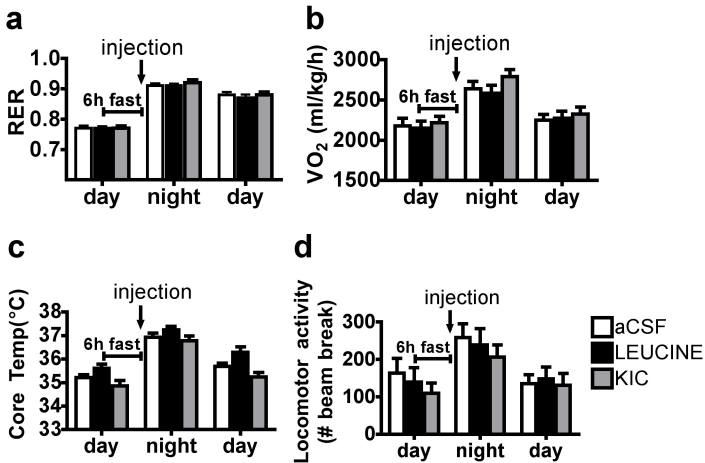 a
injection
RER
1.0
0.9
0.8
0.7
6h fast
day night day
b
injection
VO2 (ml/kg/h)
3000
2500
2000
1500
6h fast
day night day
c
injection
Core Temp(°C)
38
37
36
35
34
33
6h fast
day night day
d
injection
Locomotor activity
(# beam break)
300
200
100
0
6h fast
day night day
aCSF
LEUCINE
KIC